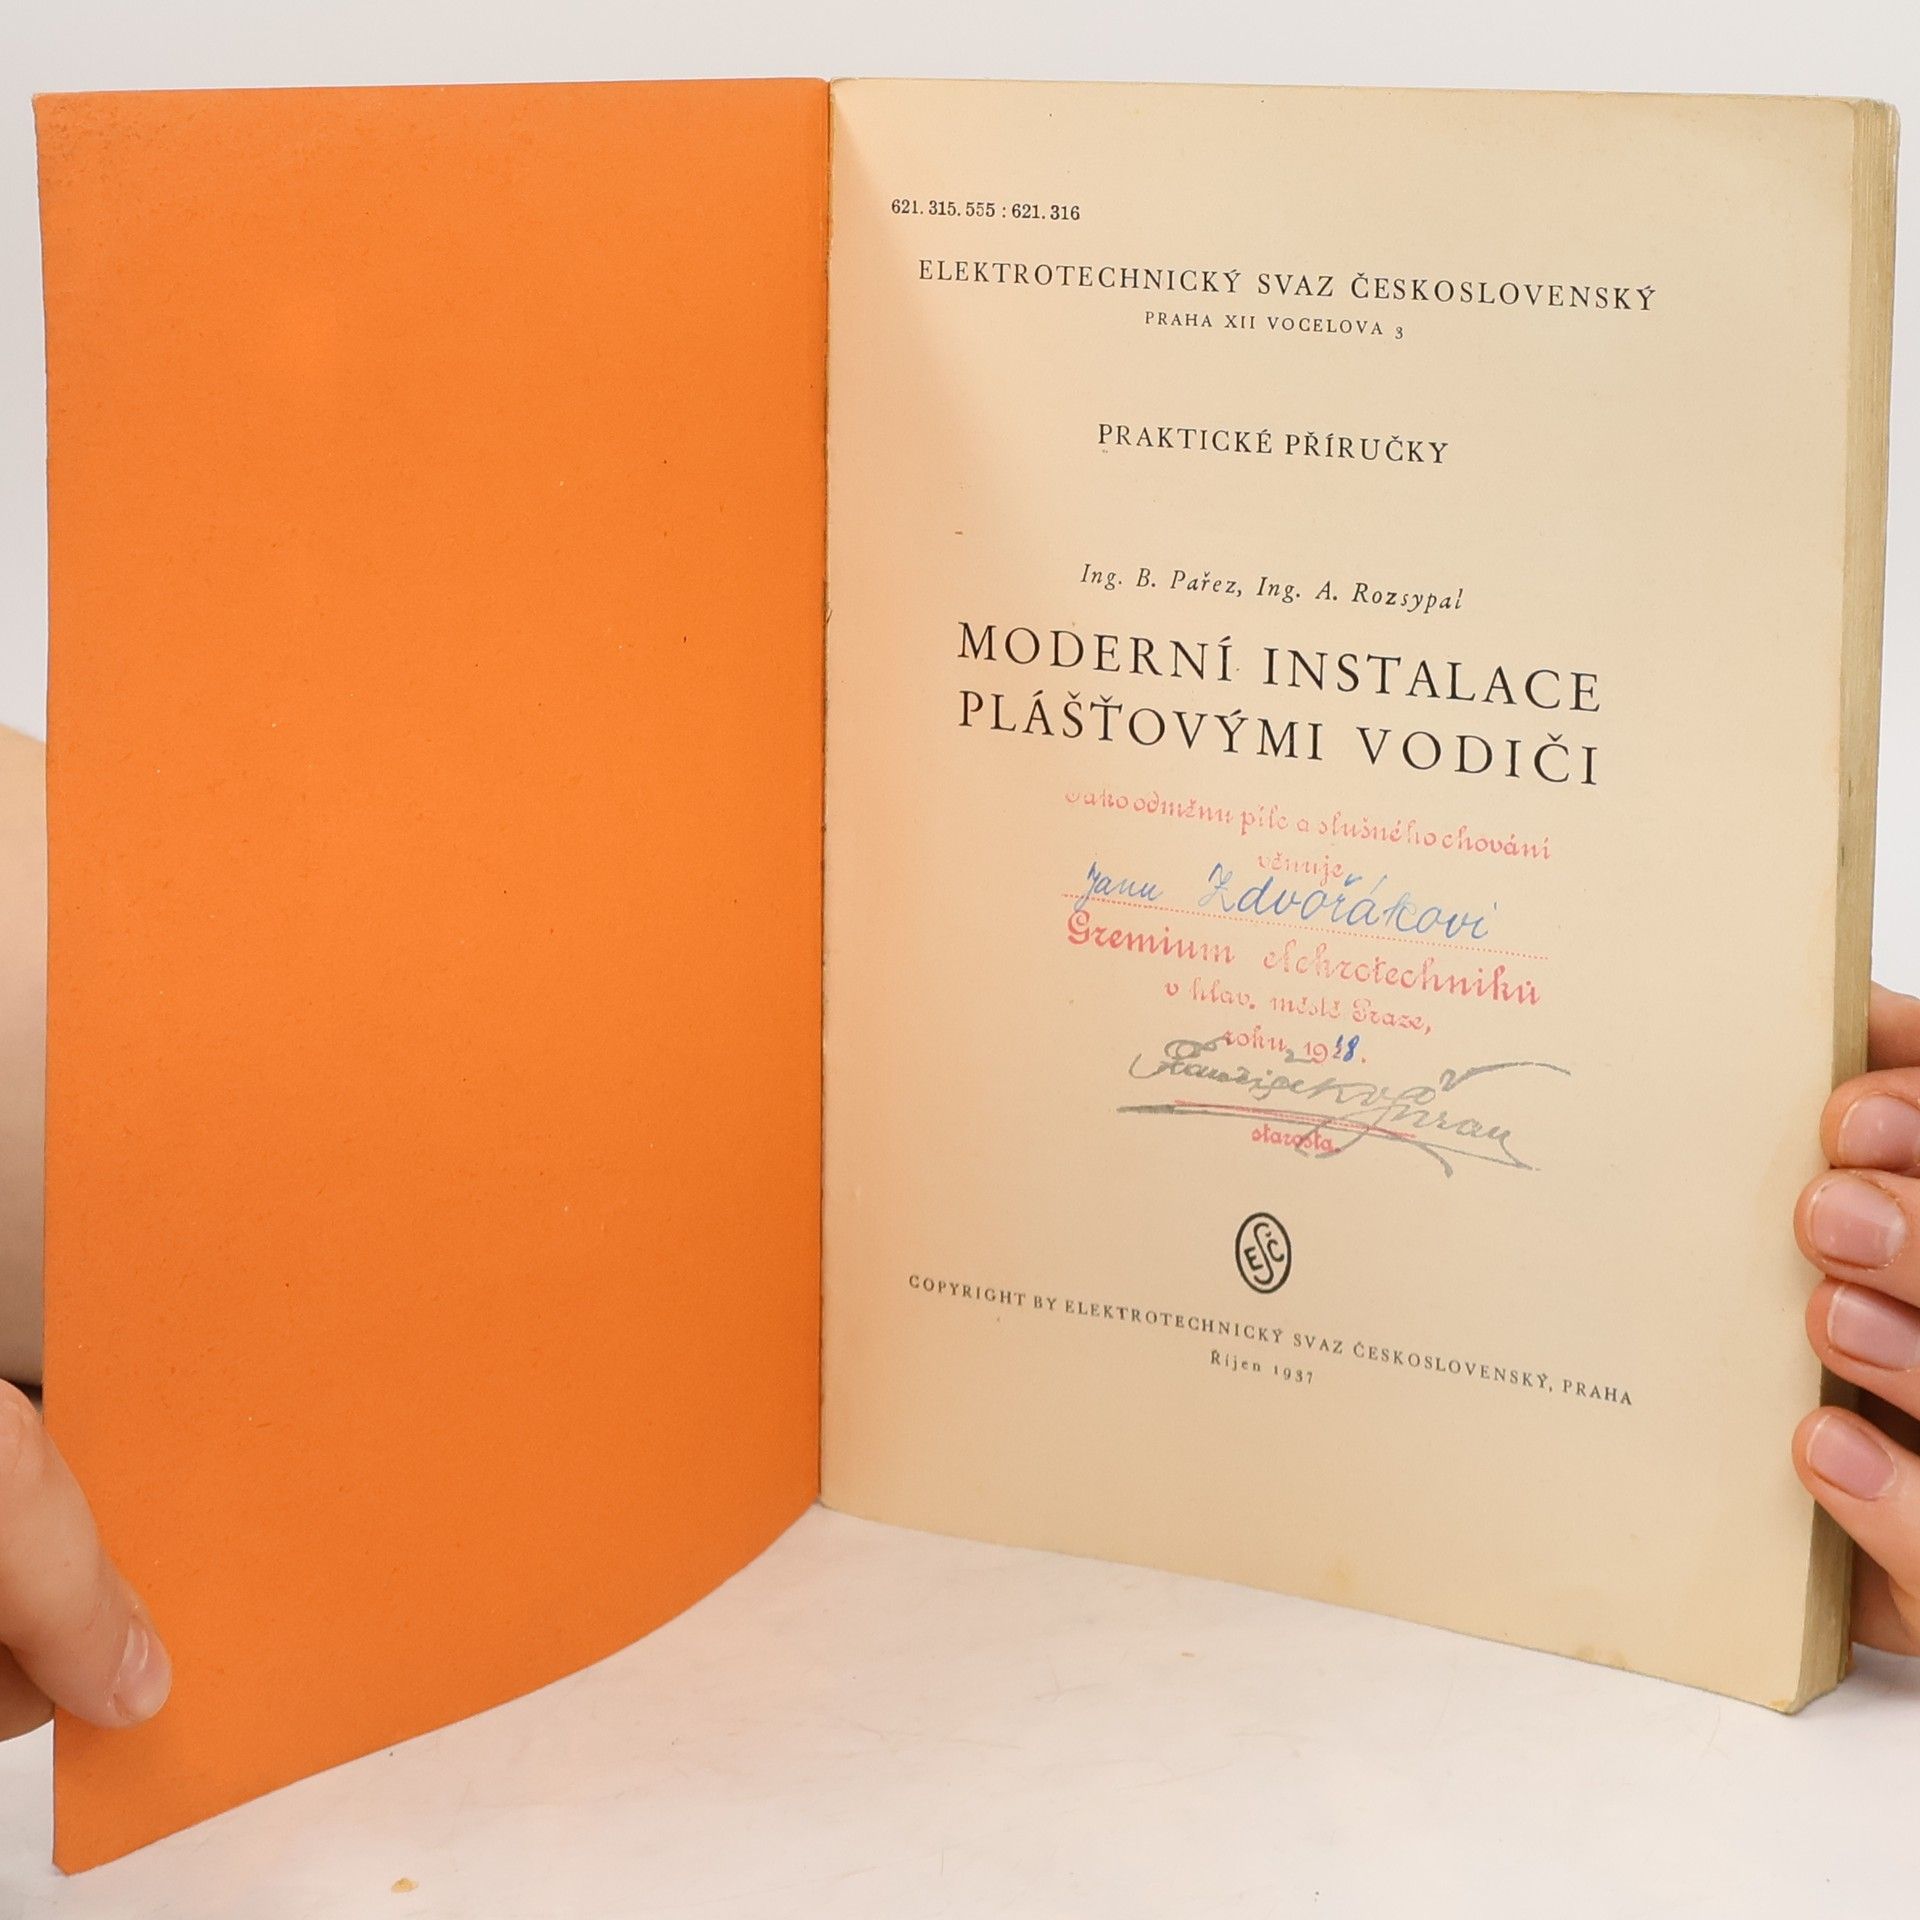 621. 315. 555 : 621. 316
ELEKTROTECHNICKÝ SVAZ ČESKOSLOVENSKÝ
PRAHA XII VOCELOVA 3
PRAKTICKÉ PŘÍRUČKY
Ing. B. Pařez, Ing. A. Rozsypal
MODERNÍ INSTALACE
PLÁŠŤOVÝMI VODIČI
Jako odměnu píle a slušného chování
věnuje
Janu Zdvořákovi
Gremium elektrotechniků
v hlav. městě Praze,
roku 19
starosta.
ESČ
COPYRIGHT BY ELEKTROTECHNICKÝ SVAZ ČESKOSLOVENSKÝ, PRAHA
Říjen 1937